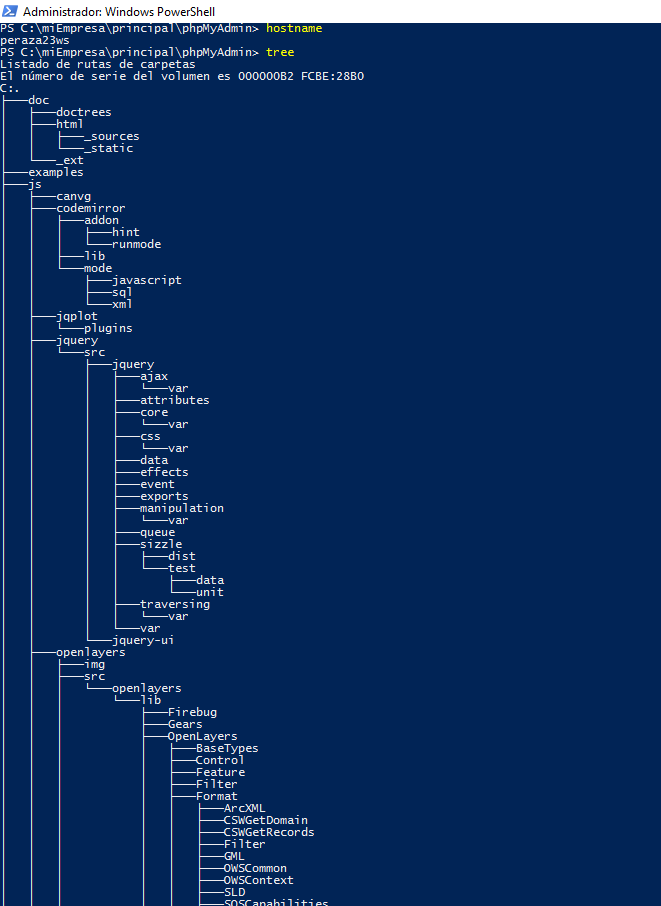 Administrador: Windows PowerShell
PS C:\miEmpresa\principal\phpMyAdmin> hostname
peraza23ws
PS C:\miEmpresa\principal\phpMyAdmin> tree
Listado de rutas de carpetas
El número de serie del volumen es 000000B2 FCBE:28B0
C:.
├───doc
│   ├───doctrees
│   ├───html
│   │   ├───_sources
│   │   └───_static
│   └───_ext
├───examples
├───js
│   ├───canvg
│   ├───codemirror
│   │   ├───addon
│   │   │   ├───hint
│   │   │   └───runmode
│   │   ├───lib
│   │   └───mode
│   │       ├───javascript
│   │       ├───sql
│   │       └───xml
│   ├───jqplot
│   │   └───plugins
│   ├───jquery
│   │   └───src
│   │       ├───jquery
│   │       │   ├───ajax
│   │       │   │   └───var
│   │       │   ├───attributes
│   │       │   ├───core
│   │       │   │   └───var
│   │       │   ├───css
│   │       │   │   └───var
│   │       │   ├───data
│   │       │   ├───effects
│   │       │   ├───event
│   │       │   ├───exports
│   │       │   ├───manipulation
│   │       │   │   └───var
│   │       │   ├───queue
│   │       │   ├───sizzle
│   │       │   │   ├───dist
│   │       │   │   └───test
│   │       │   │       ├───data
│   │       │   │       └───unit
│   │       │   ├───traversing
│   │       │   │   └───var
│   │       │   └───var
│   │       └───jquery-ui
│   ├───openlayers
│   │   ├───img
│   │   ├───src
│   │   │   └───openlayers
│   │   │       └───lib
│   │   │           ├───Firebug
│   │   │           ├───Gears
│   │   │           ├───OpenLayers
│   │   │           │   ├───BaseTypes
│   │   │           │   ├───Control
│   │   │           │   ├───Feature
│   │   │           │   ├───Filter
│   │   │           │   ├───Format
│   │   │           │   │   ├───ArcXML
│   │   │           │   │   ├───CSWGetDomain
│   │   │           │   │   ├───CSWGetRecords
│   │   │           │   │   ├───Filter
│   │   │           │   │   ├───GML
│   │   │           │   │   ├───OWSCommon
│   │   │           │   │   ├───OWSContext
│   │   │           │   │   ├───SLD
│   │   │           │   │   ├───SOSCapabilities